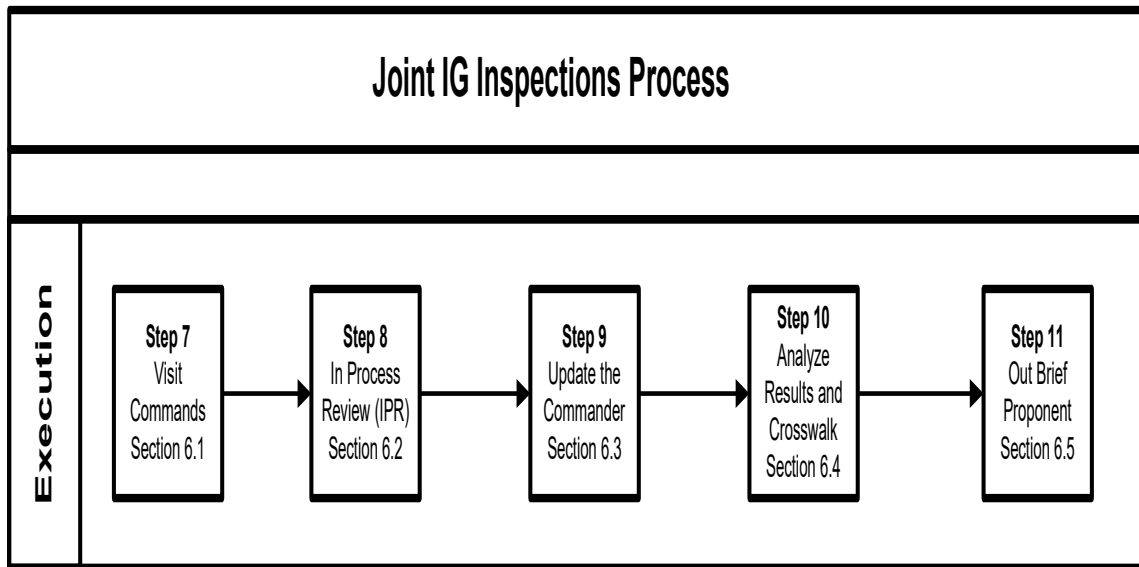 Joint IG Inspections Process
Execution
Step 7
Visit
Commands
Section 6.1
Step 8
In Process
Review (IPR)
Section 6.2
Step 9
Update the
Commander
Section 6.3
Step 10
Analyze
Results and
Crosswalk
Section 6.4
Step 11
Out Brief
Proponent
Section 6.5